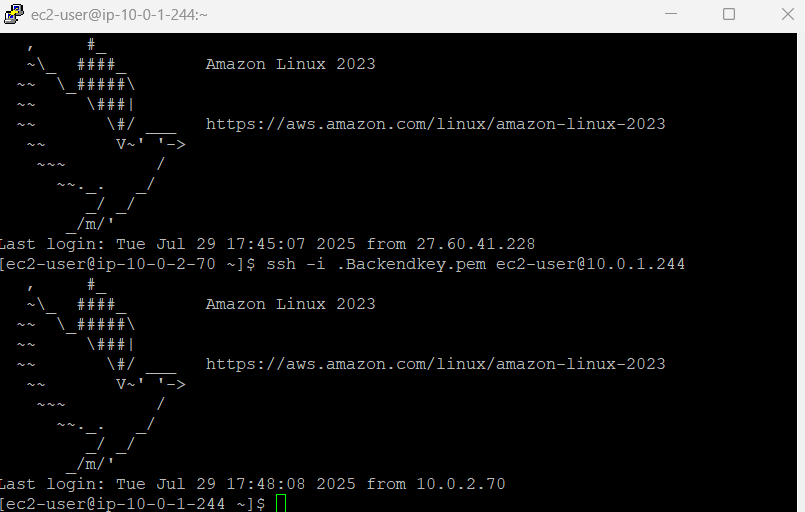 ec2-user@ip-10-0-1-244:~
   ,     #_
   ~\_  ####_        Amazon Linux 2023
  ~~  \_#####\
  ~~     \###|
  ~~       \#/ ___   https://aws.amazon.com/linux/amazon-linux-2023
   ~~       V~' '->
    ~~~         /
      ~~._.   _/
         _/ _/
       _/m/'
Last login: Tue Jul 29 17:45:07 2025 from 27.60.41.228
[ec2-user@ip-10-0-2-70 ~]$ ssh -i .Backendkey.pem ec2-user@10.0.1.244
   ,     #_
   ~\_  ####_        Amazon Linux 2023
  ~~  \_#####\
  ~~     \###|
  ~~       \#/ ___   https://aws.amazon.com/linux/amazon-linux-2023
   ~~       V~' '->
    ~~~         /
      ~~._.   _/
         _/ _/
       _/m/'
Last login: Tue Jul 29 17:48:08 2025 from 10.0.2.70
[ec2-user@ip-10-0-1-244 ~]$